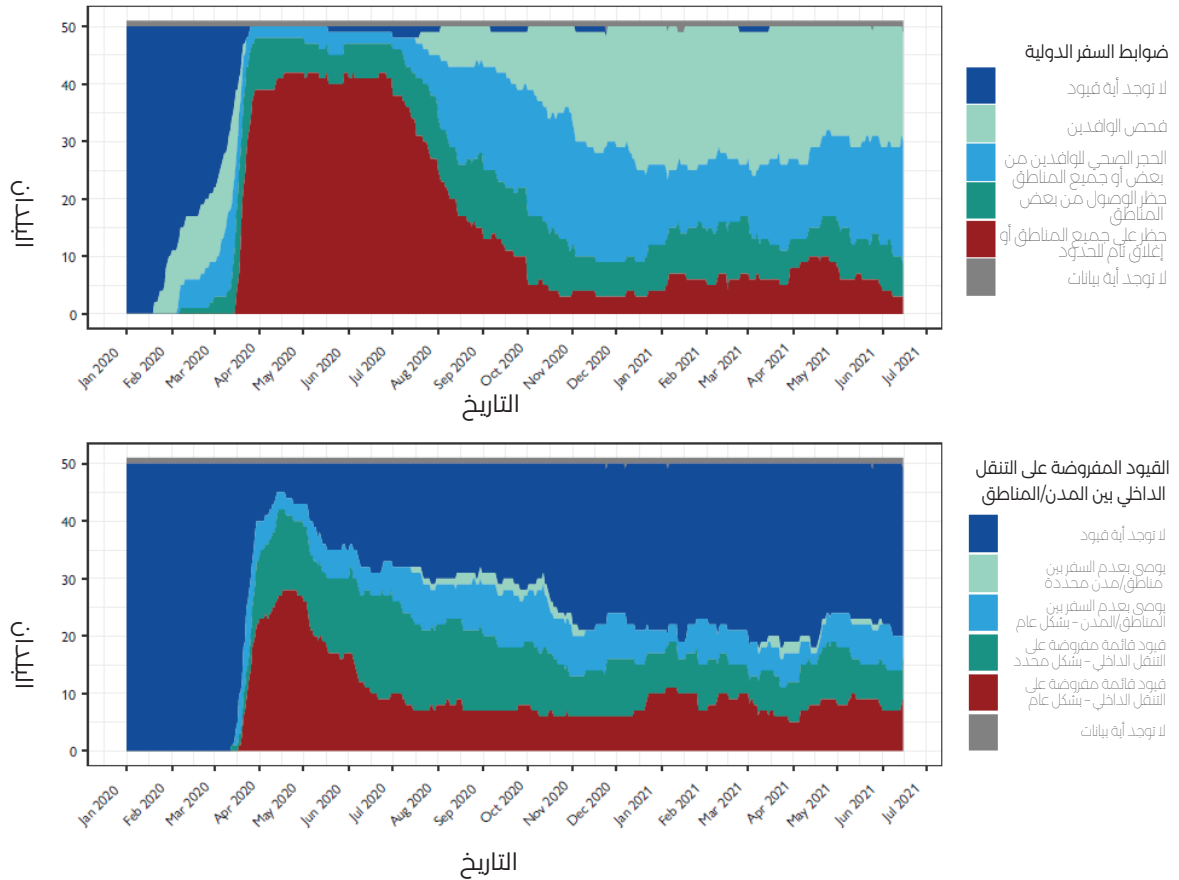 50
40
30
20
10
0
البلدان
Jan 2020
Feb 2020
Mar 2020
Apr 2020
May 2020
Jun 2020
Jul 2020
Aug 2020
Sep 2020
Oct 2020
Nov 2020
Dec 2020
Jan 2021
Feb 2021
Mar 2021
Apr 2021
May 2021
Jun 2021
Jul 2021
التاريخ
ضوابط السفر الدولية
لا توجد أية قيود
فحص الوافدين
الحجر الصحي للوافدين من
بعض أو جميع المناطق
حظر الوصول من بعض
المناطق
حظر على جميع المناطق أو
إغلاق تام للحدود
لا توجد أية بيانات
50
40
30
20
10
0
البلدان
Jan 2020
Feb 2020
Mar 2020
Apr 2020
May 2020
Jun 2020
Jul 2020
Aug 2020
Sep 2020
Oct 2020
Nov 2020
Dec 2020
Jan 2021
Feb 2021
Mar 2021
Apr 2021
May 2021
Jun 2021
Jul 2021
التاريخ
القيود المفروضة على التنقل
الداخلي بين المدن/المناطق
لا توجد أية قيود
يوصى بعدم السفر بين
مناطق/مدن محددة
يوصى بعدم السفر بين
المناطق/المدن – بشكل عام
قيود قائمة مفروضة على
التنقل الداخلي – بشكل محدد
قيود قائمة مفروضة على
التنقل الداخلي – بشكل عام
لا توجد أية بيانات